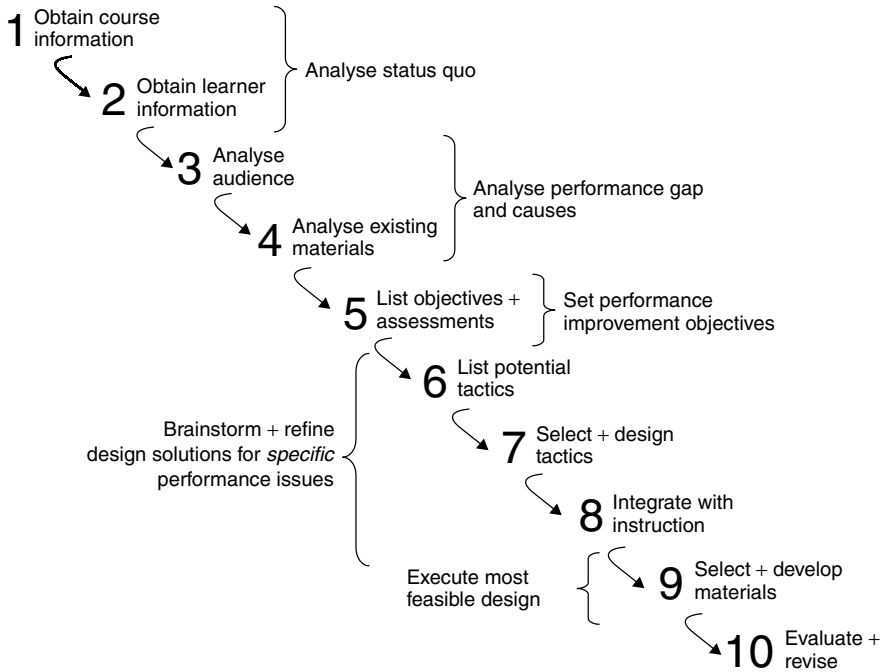 1 Obtain course
information
Analyse status quo
2 Obtain learner
information
3 Analyse
audience
Analyse performance gap
and causes
4 Analyse existing
materials
5 List objectives +
assessments
Set performance
improvement objectives
6 List potential
tactics
Brainstorm + refine
design solutions for specific
performance issues
7 Select + design
tactics
8 Integrate with
instruction
Execute most
feasible design
9 Select + develop
materials
10 Evaluate +
revise